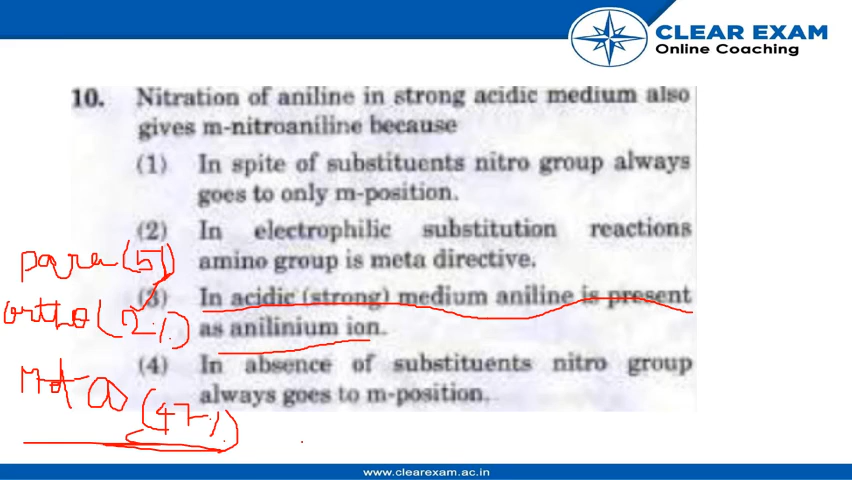 CLEAR EXAM
Online Coaching
10. Nitration of aniline in strong acidic medium also
gives m-nitroaniline because
(1) In spite of substituents nitro group always
goes to only m-position.
(2) In electrophilic substitution reactions
amino group is meta directive.
(3) In acidic (strong) medium aniline is present
as anilinium ion.
(4) In absence of substituents nitro group
always goes to m-position.
para (51)
ortho (2%)
(47%)
www.clearexam.ac.in